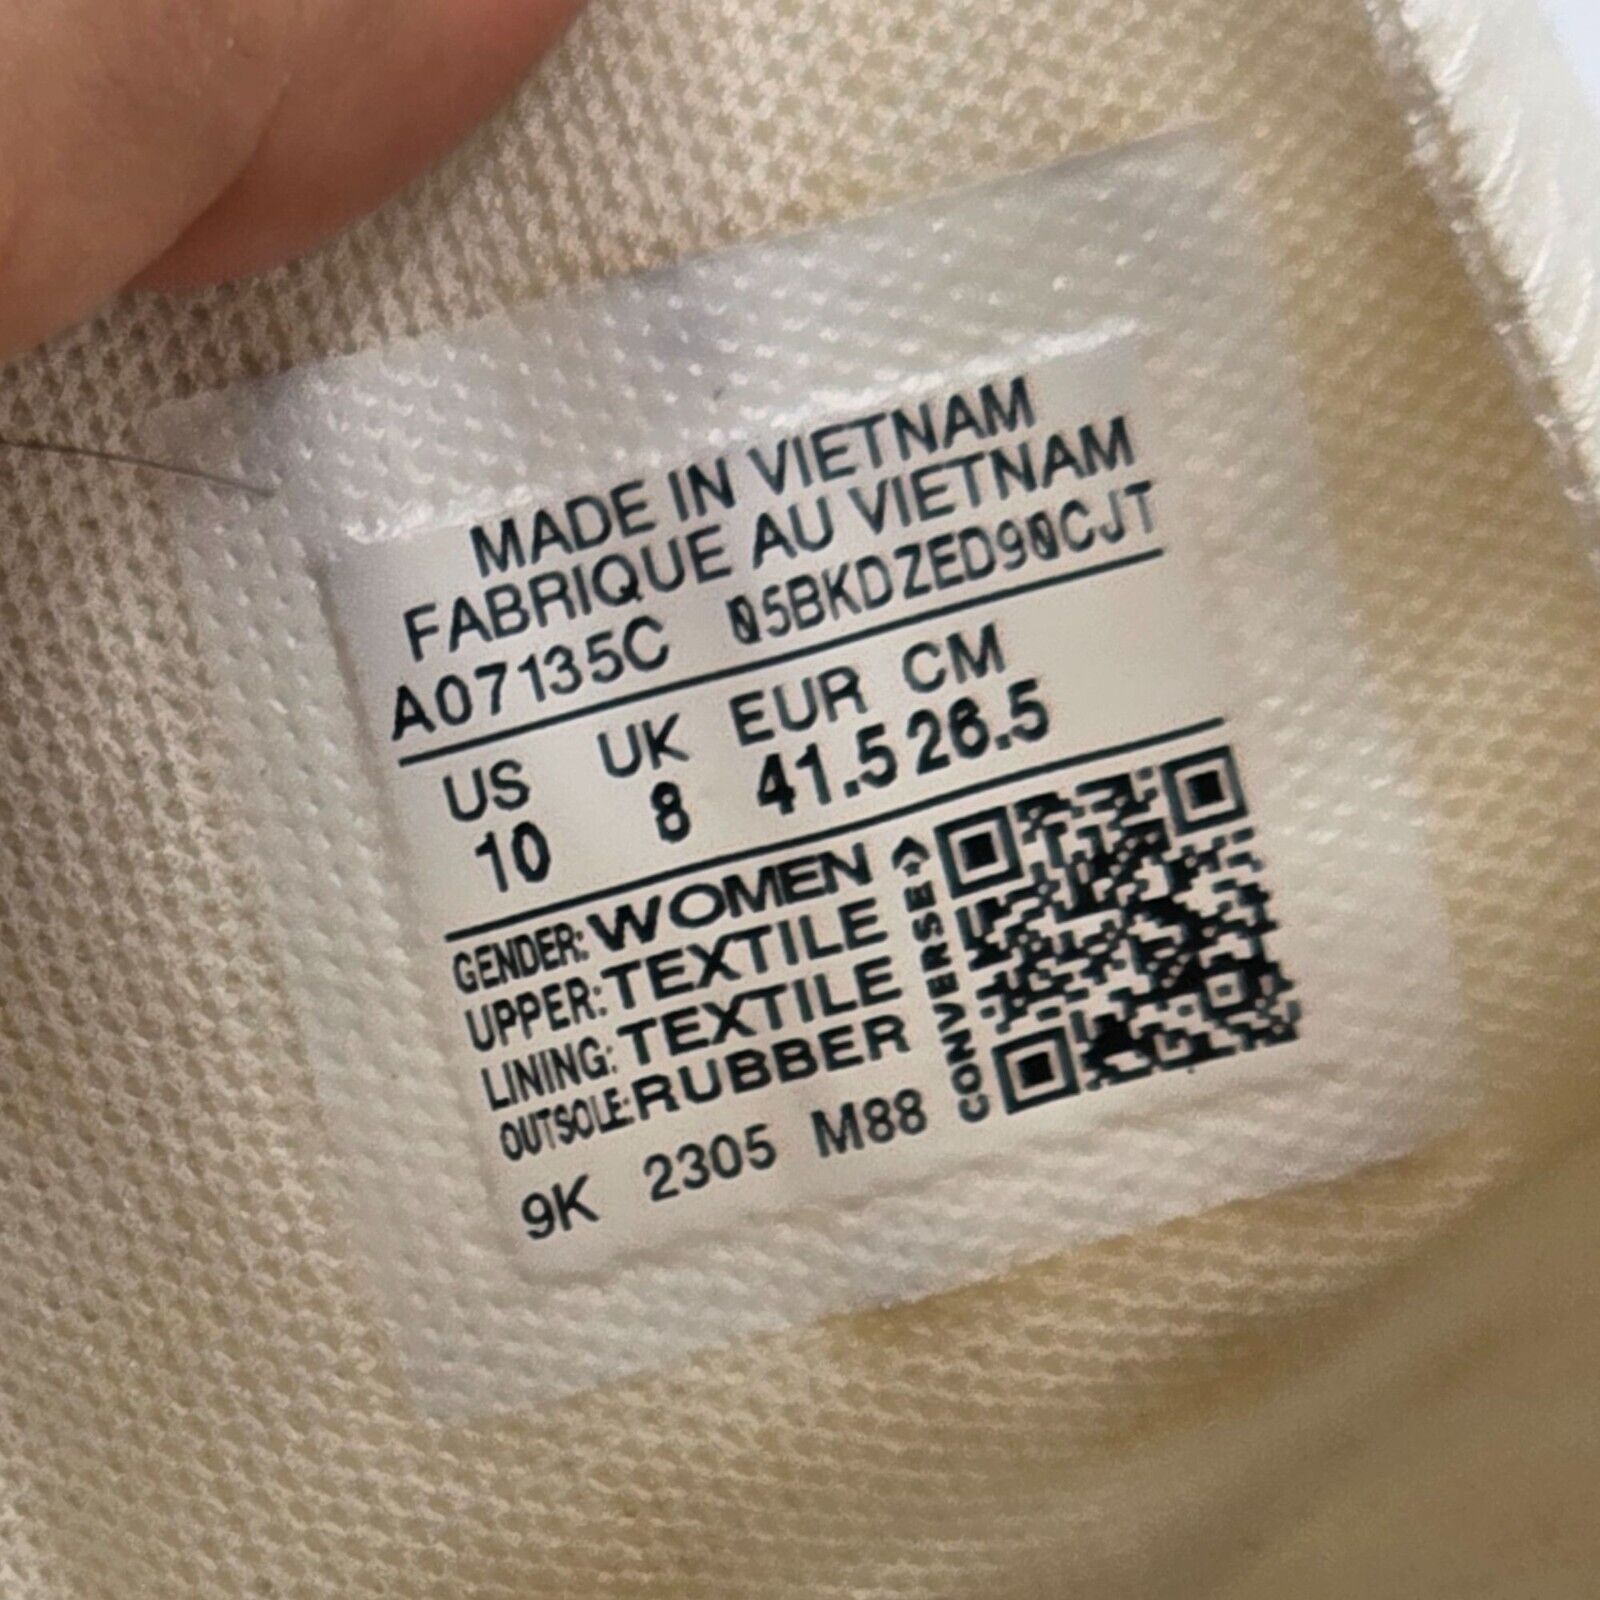 MADE IN VIETNAM
FABRIQUE AU VIETNAM
A07135C 05BKDZED90CJT
US UK EUR CM
10 8 41.5 26.5
GENDER: WOMEN
UPPER: TEXTILE
LINING: TEXTILE
OUTSOLE: RUBBER
9K 2305 M88
CONVERSE